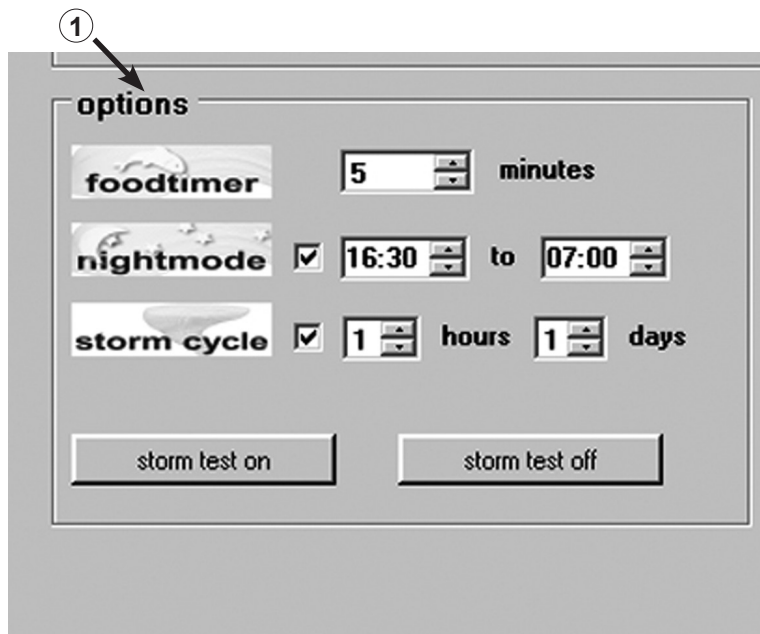 1
options
foodtimer 5 minutes
nightmode 16:30 to 07:00
storm cycle 1 hours 1 days
storm test on storm test off